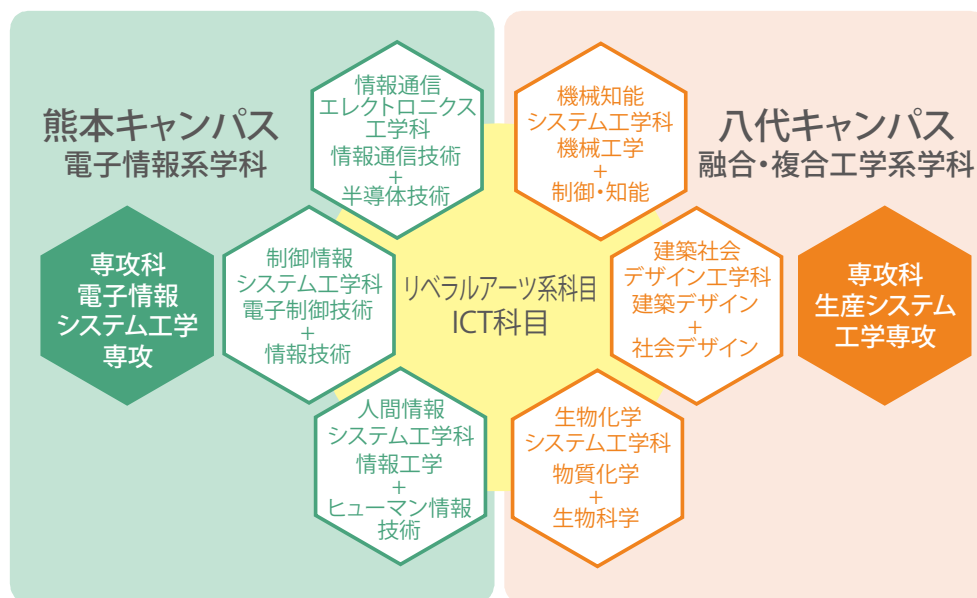 熊本キャンパス
電子情報系学科
情報通信
エレクトロニクス
工学科
情報通信技術
+
半導体技術
専攻科
電子情報
システム工学
専攻
制御情報
システム工学科
電子制御技術
+
情報技術
人間情報
システム工学科
情報工学
+
ヒューマン情報
技術
リベラルアーツ系科目
ICT科目
八代キャンパス
融合・複合工学系学科
機械知能
システム工学科
機械工学
+
制御・知能
建築社会
デザイン工学科
建築デザイン
+
社会デザイン
専攻科
生産システム
工学専攻
生物化学
システム工学科
物質化学
+
生物科学